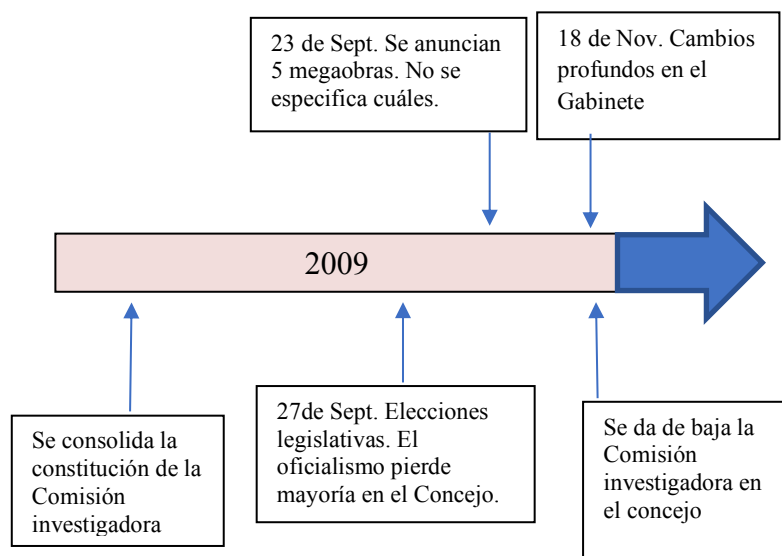 23 de Sept. Se anuncian
5 megaobras. No se
especifica cuáles.
18 de Nov. Cambios
profundos en el
Gabinete
2009
Se consolida la
constitución de la
Comisión
investigadora
27de Sept. Elecciones
legislativas. El
oficialismo pierde
mayoría en el Concejo.
Se da de baja la
Comisión
investigadora en
el concejo